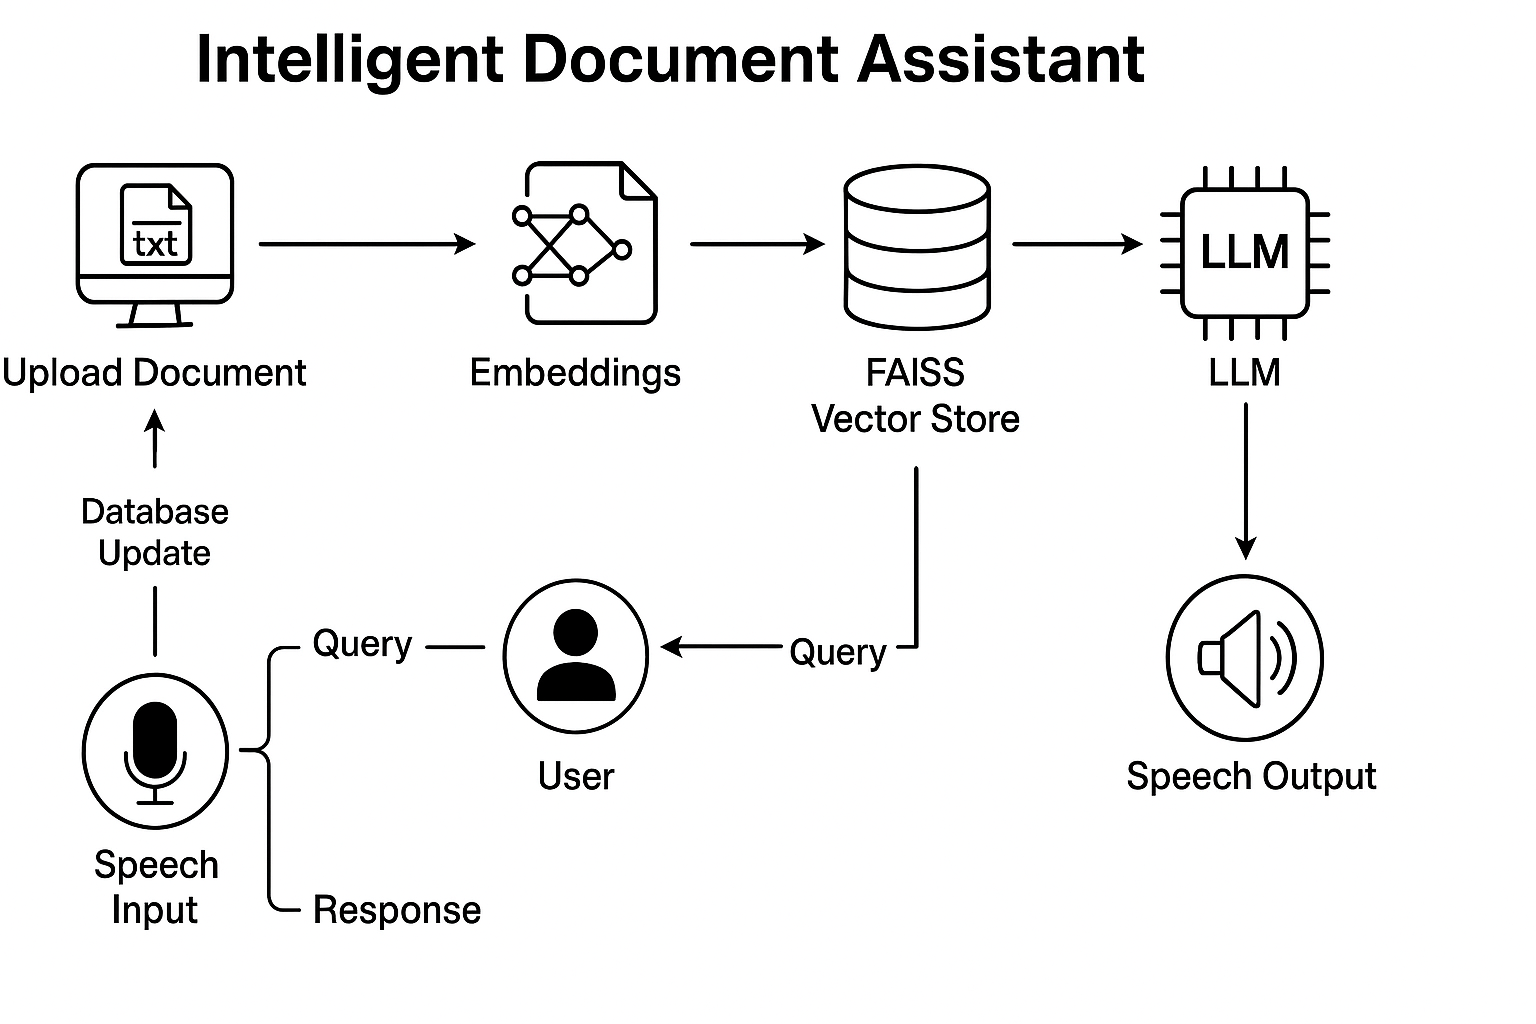 Intelligent Document Assistant
txt
LLM
Upload Document
Embeddings
FAISS
Vector Store
LLM
Database
Update
Query
Query
User
Speech Output
Speech
Input
Response